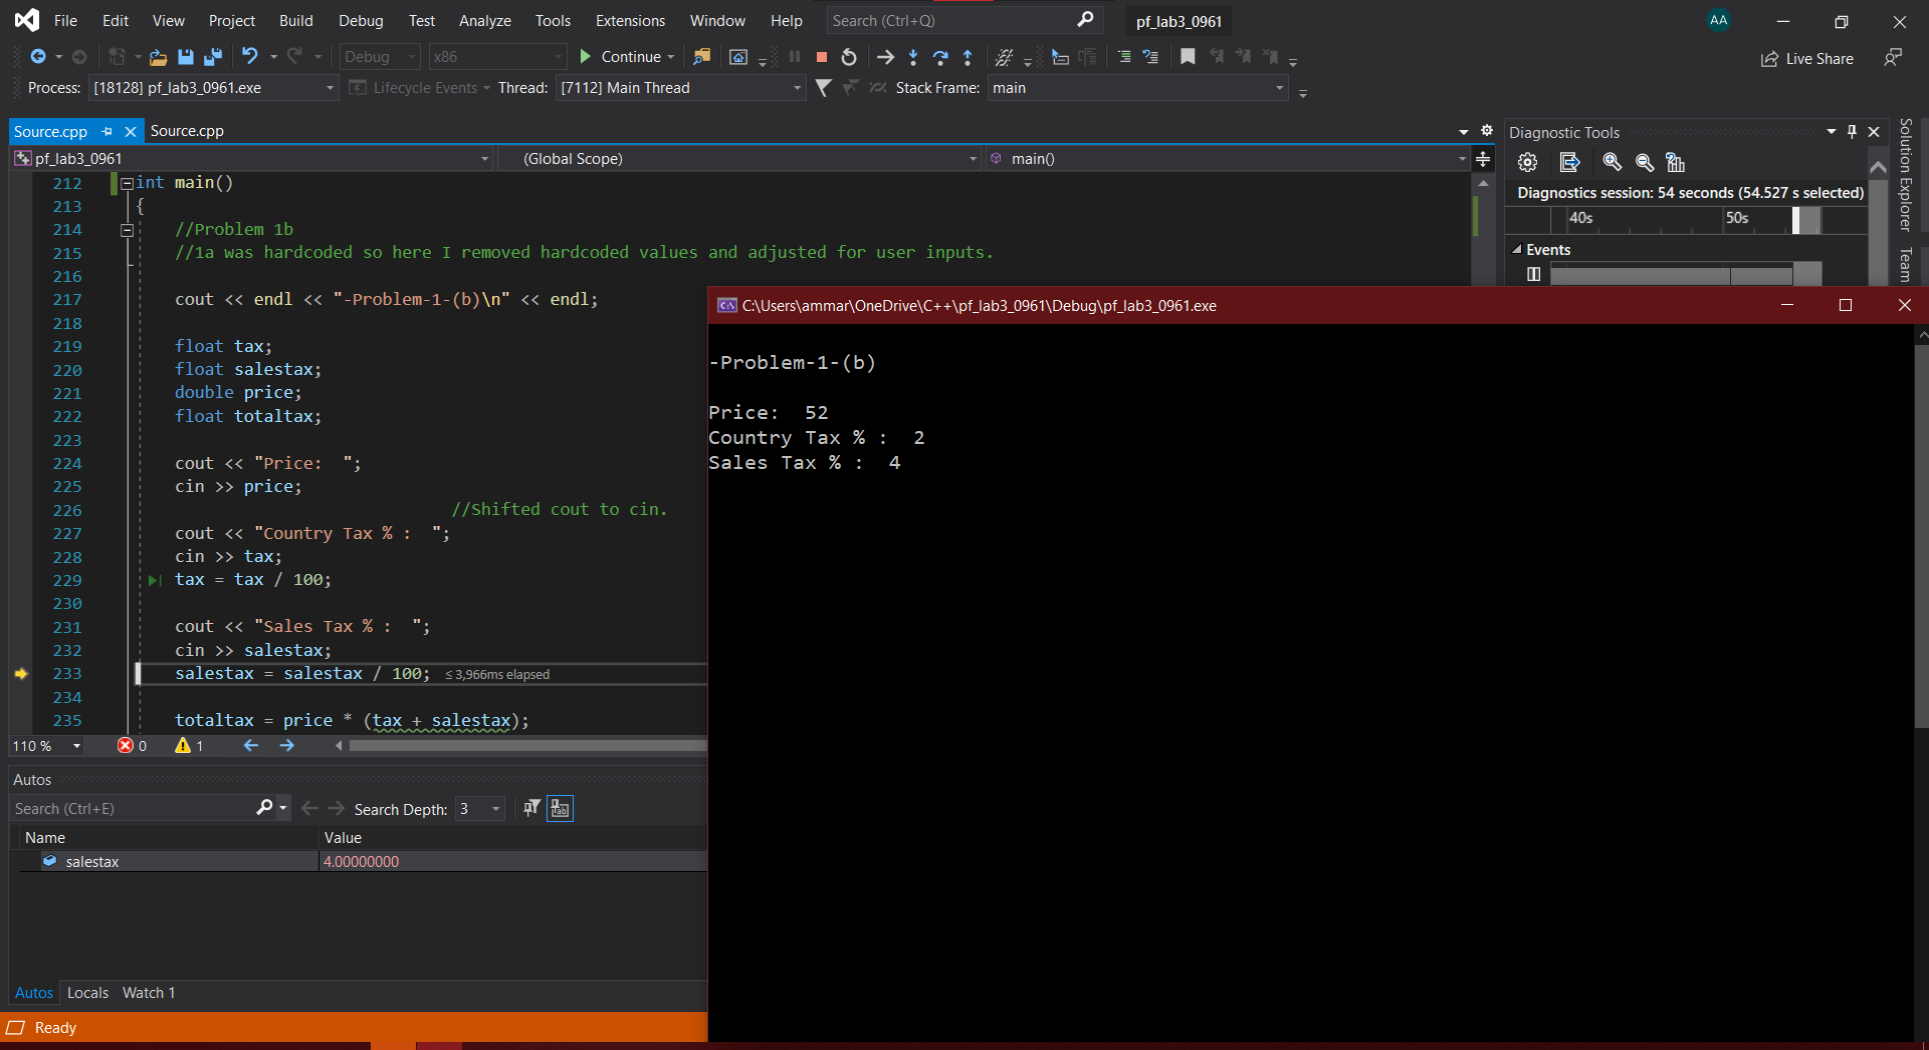 File Edit View Project Build Debug Test Analyze Tools Extensions Window Help Search (Ctrl+Q) pf_lab3_0961 AA
Debug x86 Continue Live Share
Process: [18128] pf_lab3_0961.exe Lifecycle Events Thread: [7112] Main Thread Stack Frame: main
Source.cpp Source.cpp
pf_lab3_0961 (Global Scope) main()
212 int main()
213 {
214 //Problem 1b
215 //1a was hardcoded so here I removed hardcoded values and adjusted for user inputs.
216
217 cout << endl << "-Problem-1-(b)\n" << endl;
218
219 float tax;
220 float salestax;
221 double price;
222 float totaltax;
223
224 cout << "Price:  ";
225 cin >> price;
226 //Shifted cout to cin.
227 cout << "Country Tax % :  ";
228 cin >> tax;
229 tax = tax / 100;
230
231 cout << "Sales Tax % :  ";
232 cin >> salestax;
233 salestax = salestax / 100; ≤ 3,966ms elapsed
234
235 totaltax = price * (tax + salestax);
110 % 0 1
Autos
Search (Ctrl+E) Search Depth: 3
Name Value
salestax 4.00000000
Autos Locals Watch 1
Ready
Diagnostic Tools
Diagnostics session: 54 seconds (54.527 s selected)
40s 50s
Events
Solution Explorer
Team
C:\Users\ammar\OneDrive\C++\pf_lab3_0961\Debug\pf_lab3_0961.exe
-Problem-1-(b)
Price:  52
Country Tax % :  2
Sales Tax % :  4